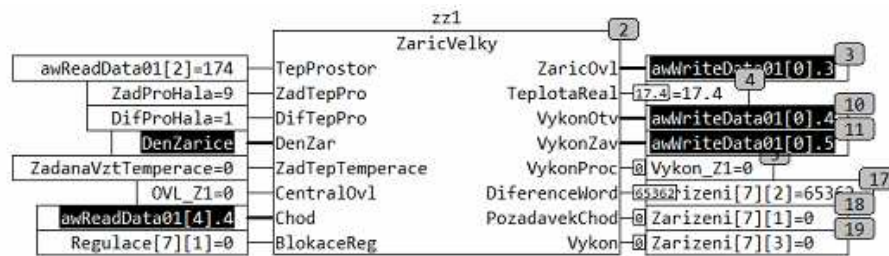 zz1
2
ZaricVelky
3
awReadData01[2]=174 TepProstor ZaricOvl awWriteData01[0].3
4
ZadProHala=9 ZadTepPro TeplotaReal 17.4 =17.4
10
DifProHala=1 DifTepPro VykonOtv awWriteData01[0].4
11
DenZarice DenZar VykonZav awWriteData01[0].5
ZadanaVztTemperace=0 ZadTepTemperace VykonProc 0 Vykon_Z1=0
17
OVL_Z1=0 CentralOvl DiferenceWord 65362 rizeni[7][2]=65362
18
awReadData01[4].4 Chod PozadavekChod 0 Zarizeni[7][1]=0
19
Regulace[7][1]=0 BlokaceReg Vykon 0 Zarizeni[7][3]=0